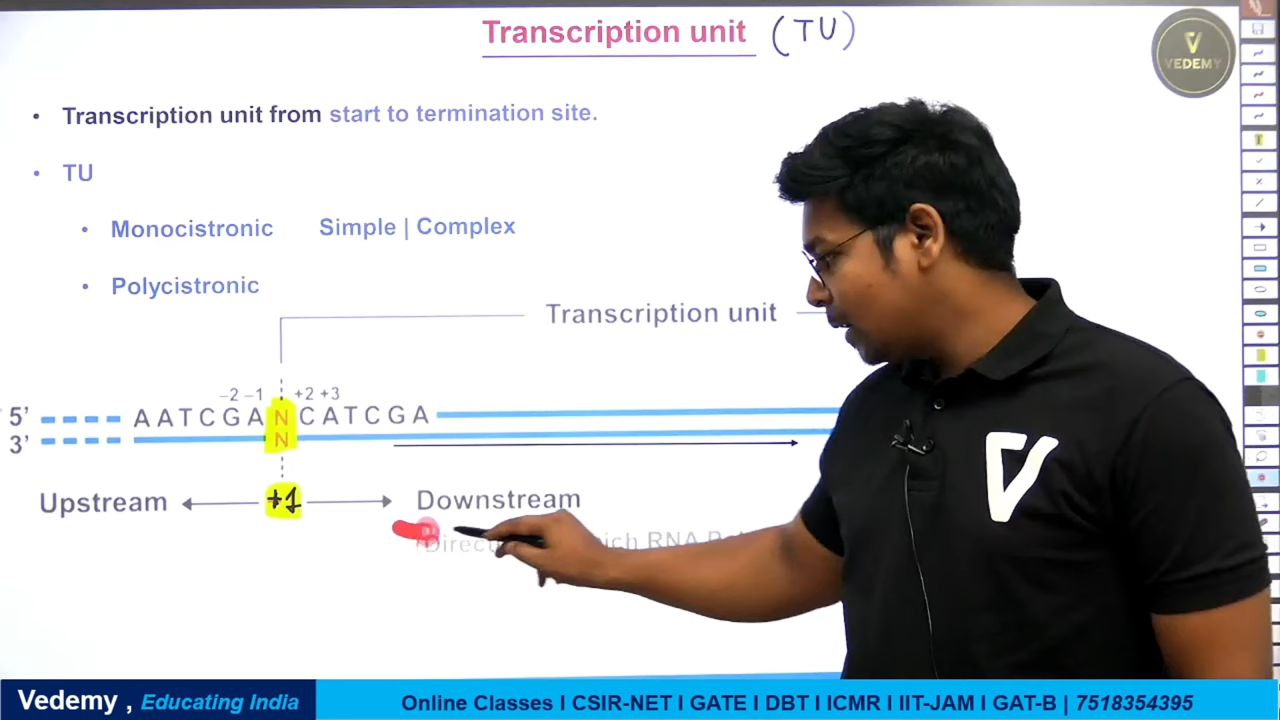 Transcription unit (TU)
VEDEMY
• Transcription unit from start to termination site.
• TU
• Monocistronic Simple | Complex
• Polycistronic
Transcription unit
−2 −1 +2 +3
5' A A T C G A N C A T C G A
3' N
Upstream +1 Downstream
RNA
Vedemy , Educating India
Online Classes I CSIR-NET I GATE I DBT I ICMR I IIT-JAM I GAT-B | 7518354395